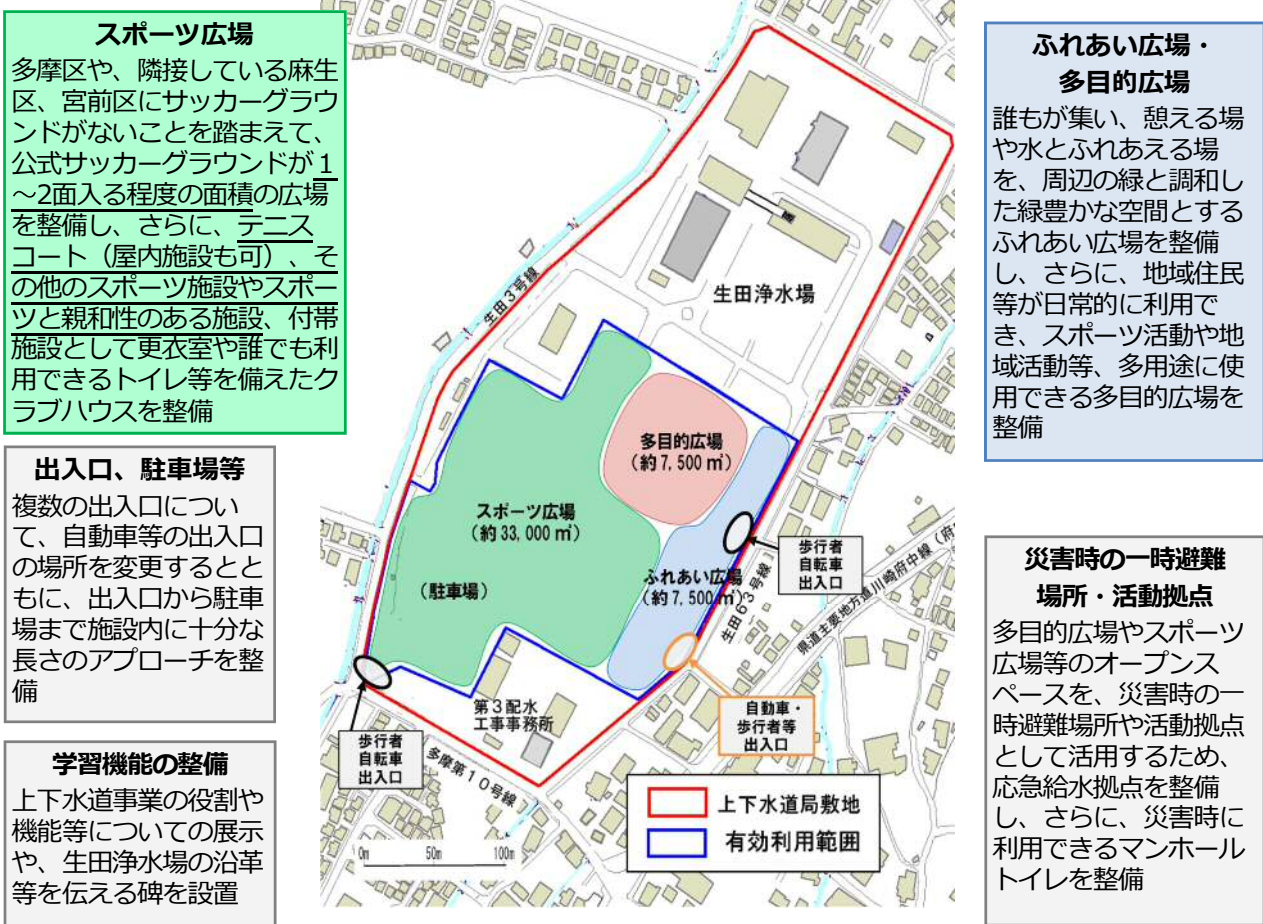 スポーツ広場
多摩区や、隣接している麻生
区、宮前区にサッカーグラウ
ンドがないことを踏まえて、
公式サッカーグラウンドが1
～2面入る程度の面積の広場
を整備し、さらに、テニス
コート（屋内施設も可）、そ
の他のスポーツ施設やスポー
ツと親和性のある施設、付帯
施設として更衣室や誰でも利
用できるトイレ等を備えたク
ラブハウスを整備
出入口、駐車場等
複数の出入口につい
て、自動車等の出入口
の場所を変更するとと
もに、出入口から駐車
場まで施設内に十分な
長さのアプローチを整
備
学習機能の整備
上下水道事業の役割や
機能等についての展示
や、生田浄水場の沿革
等を伝える碑を設置
生田3号線
生田浄水場
多目的広場
（約7,500㎡）
スポーツ広場
（約33,000㎡）
（駐車場）
ふれあい広場
（約7,500㎡）
歩行者
自転車
出入口
生田63号線
県道主要地方道川崎府中線（府
第3配水
工事事務所
自動車・
歩行者等
出入口
歩行者
自転車
出入口
多摩第10号線
0m 50m 100m
上下水道局敷地
有効利用範囲
ふれあい広場・
多目的広場
誰もが集い、憩える場
や水とふれあえる場
を、周辺の緑と調和し
た緑豊かな空間とする
ふれあい広場を整備
し、さらに、地域住民
等が日常的に利用で
き、スポーツ活動や地
域活動等、多用途に使
用できる多目的広場を
整備
災害時の一時避難
場所・活動拠点
多目的広場やスポーツ
広場等のオープンス
ペースを、災害時の一
時避難場所や活動拠点
として活用するため、
応急給水拠点を整備
し、さらに、災害時に
利用できるマンホール
トイレを整備